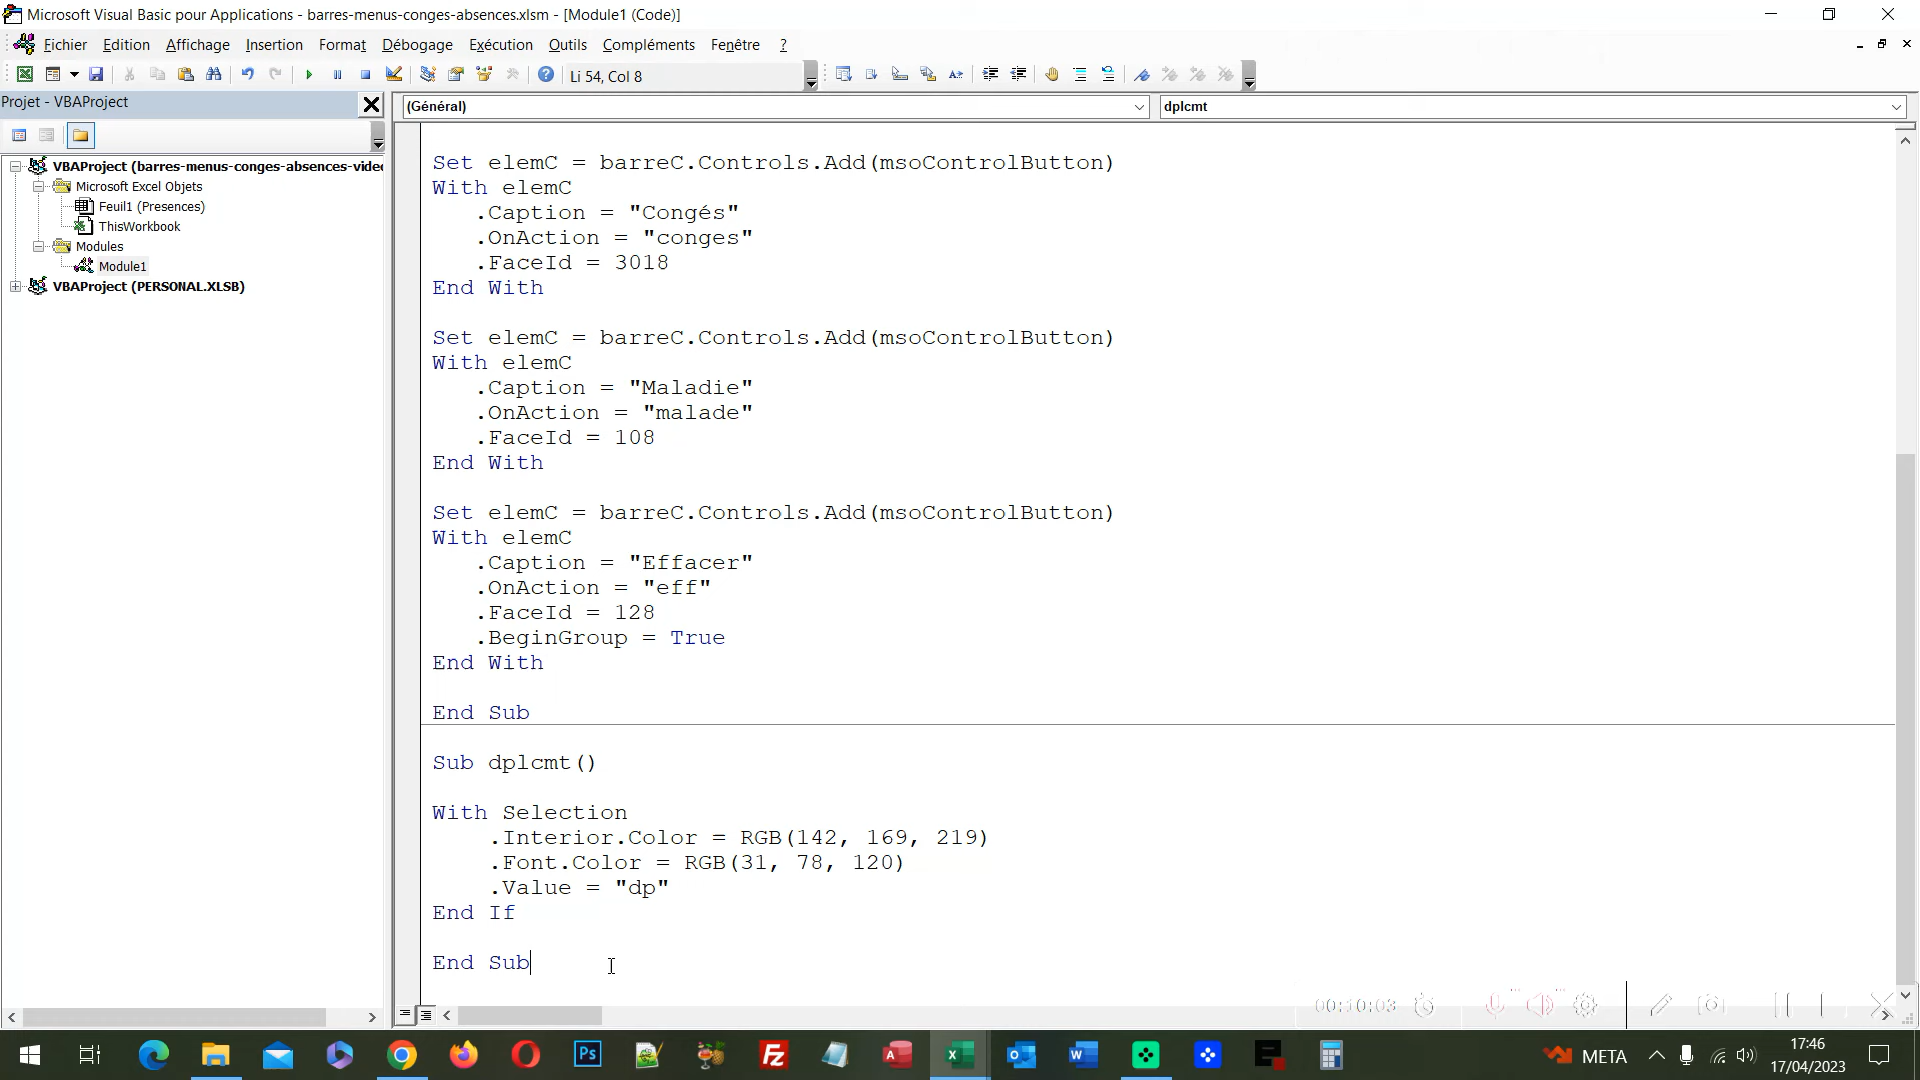 Microsoft Visual Basic pour Applications - barres-menus-conges-absences.xlsm - [Module1 (Code)]
Fichier Edition Affichage Insertion Format Débogage Exécution Outils Compléments Fenêtre ?
Li 54, Col 8
Projet - VBAProject
(Général)
dplcmt
VBAProject (barres-menus-conges-absences-videc
Microsoft Excel Objets
Feuil1 (Presences)
ThisWorkbook
Modules
Module1
VBAProject (PERSONAL.XLSB)
Set elemC = barreC.Controls.Add(msoControlButton)
With elemC
.Caption = "Congés"
.OnAction = "conges"
.FaceId = 3018
End With
Set elemC = barreC.Controls.Add(msoControlButton)
With elemC
.Caption = "Maladie"
.OnAction = "malade"
.FaceId = 108
End With
Set elemC = barreC.Controls.Add(msoControlButton)
With elemC
.Caption = "Effacer"
.OnAction = "eff"
.FaceId = 128
.BeginGroup = True
End With
End Sub
Sub dplcmt()
With Selection
.Interior.Color = RGB(142, 169, 219)
.Font.Color = RGB(31, 78, 120)
.Value = "dp"
End If
End Sub
00:10:03
Ps
META
17:46
17/04/2023